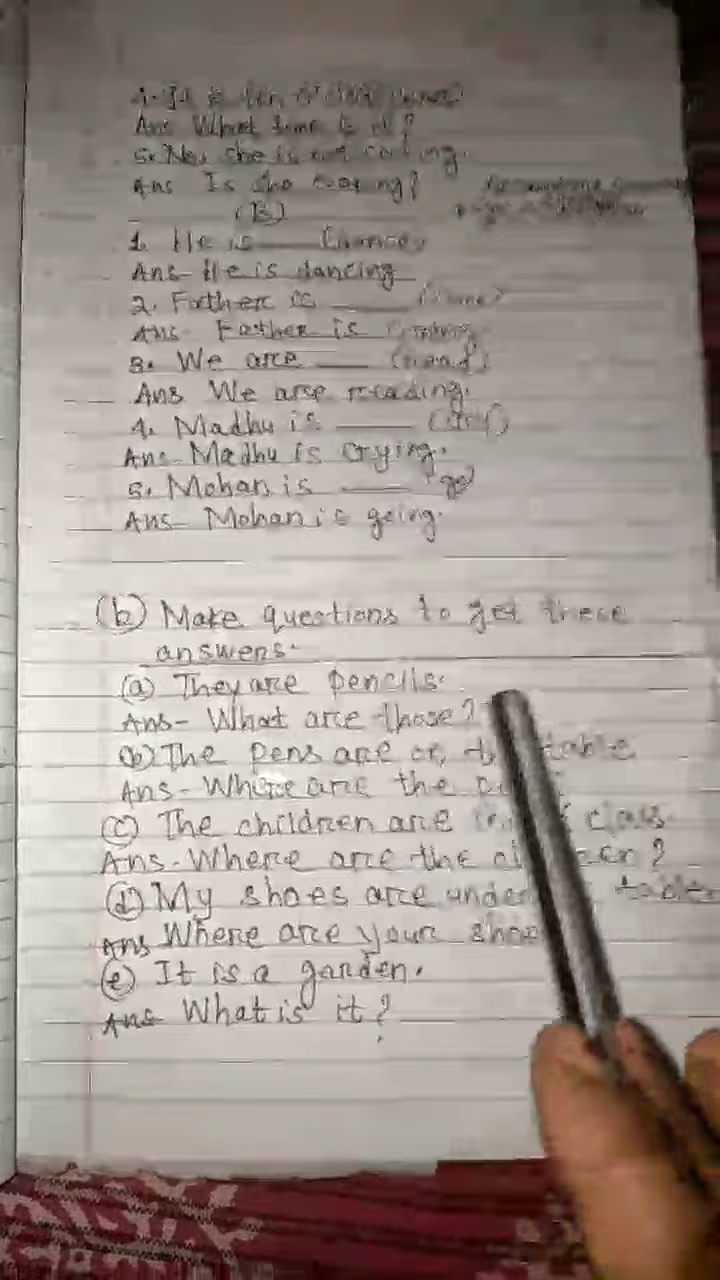 Ans What time is it?
5. No, she is not
Ans Is she
(B)
1. He is ____ (dance)
Ans- He is dancing
2. Father is ____
Ans- Father is
3. We are ____ (read)
Ans We are reading.
4. Madhu is ____ (cry)
Ans- Madhu is crying.
5. Mohan is ____ go
Ans- Mohan is going.
(b) Make questions to get these
answers.
(a) They are pencils.
Ans- What are those?
(b) The pens are on table
Ans- Where are the
(c) The children are class.
Ans- Where are the
(d) My shoes are under table
Ans Where are your
(e) It is a garden.
Ans What is it?